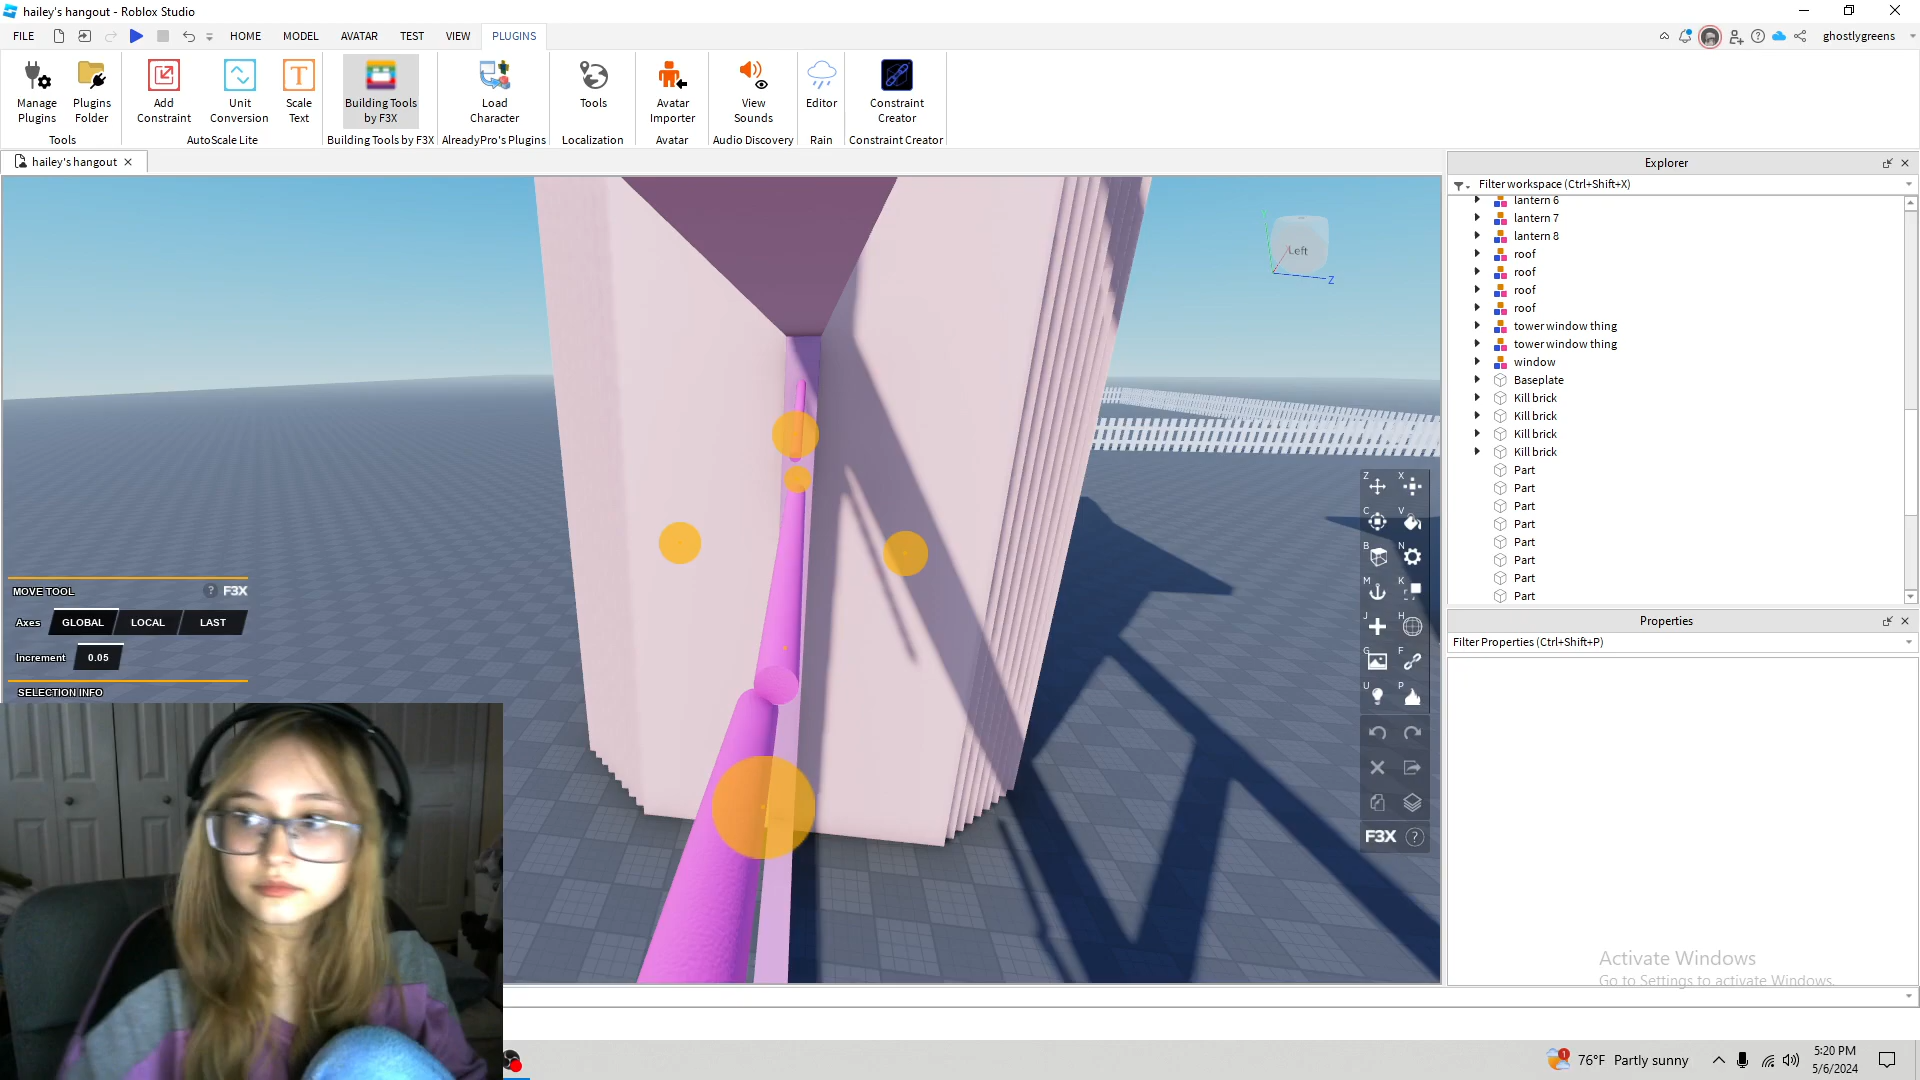 hailey's hangout - Roblox Studio
FILE HOME MODEL AVATAR TEST VIEW PLUGINS ghostlygreens
Manage Plugins
Plugins Folder
Add Constraint
Unit Conversion
Scale Text
Building Tools by F3X
Load Character
Tools
Avatar Importer
View Sounds
Editor
Constraint Creator
Tools AutoScale Lite Building Tools by F3X AlreadyPro's Plugins Localization Avatar Audio Discovery Rain Constraint Creator
hailey's hangout
Explorer
Filter workspace (Ctrl+Shift+X)
lantern 6
lantern 7
lantern 8
roof
roof
roof
roof
tower window thing
tower window thing
window
Baseplate
Kill brick
Kill brick
Kill brick
Kill brick
Part
Part
Part
Part
Part
Part
Part
Part
Properties
Filter Properties (Ctrl+Shift+P)
Left
Z
MOVE TOOL ? F3X
Axes GLOBAL LOCAL LAST
Increment 0.05
SELECTION INFO
Z X
C V
B N
M K
J H
G F
U P
F3X ?
Activate Windows
Go to Settings to activate Windows.
1 76°F Partly sunny
5:20 PM
5/6/2024